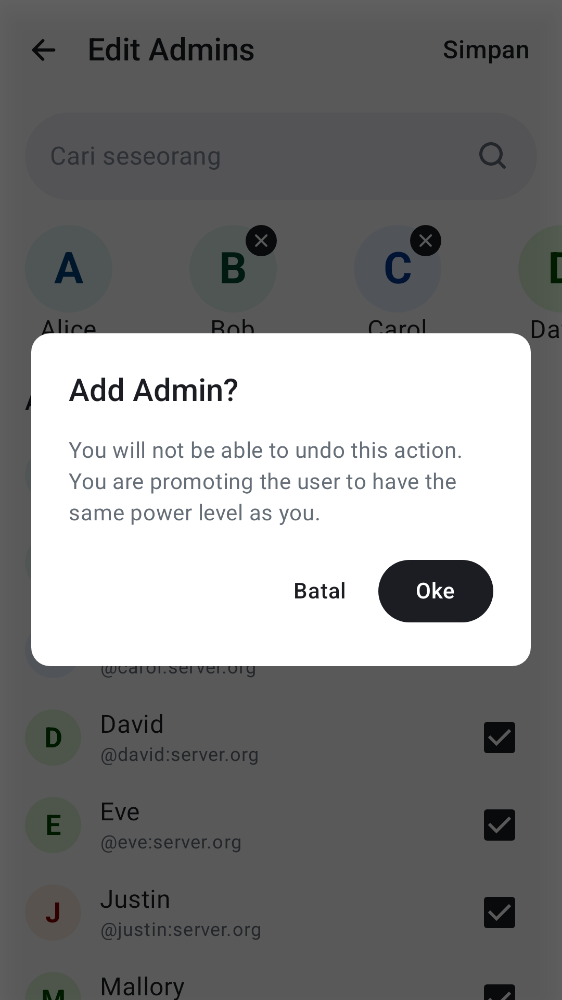 Edit Admins
Simpan
Cari seseorang
A
B
C
Alice
Bob
Carol
Add Admin?
You will not be able to undo this action.
You are promoting the user to have the
same power level as you.
Batal
Oke
@carol:server.org
D
David
@david:server.org
E
Eve
@eve:server.org
J
Justin
@justin:server.org
M
Mallory